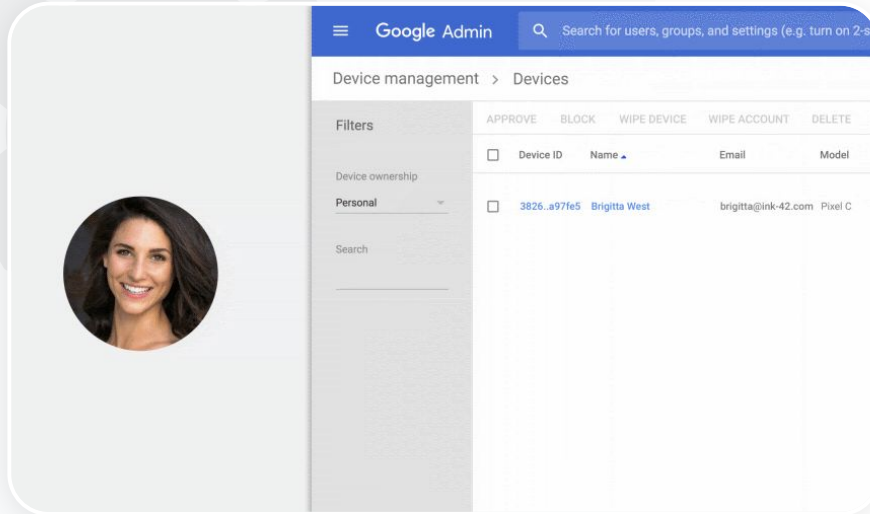 Google Admin
Search for users, groups, and settings (e.g. turn on 2-s
Device management > Devices
Filters
APPROVE BLOCK WIPE DEVICE WIPE ACCOUNT DELETE
Device ID Name Email Model
Device ownership
Personal
3826..a97fe5 Brigitta West brigitta@ink-42.com Pixel C
Search